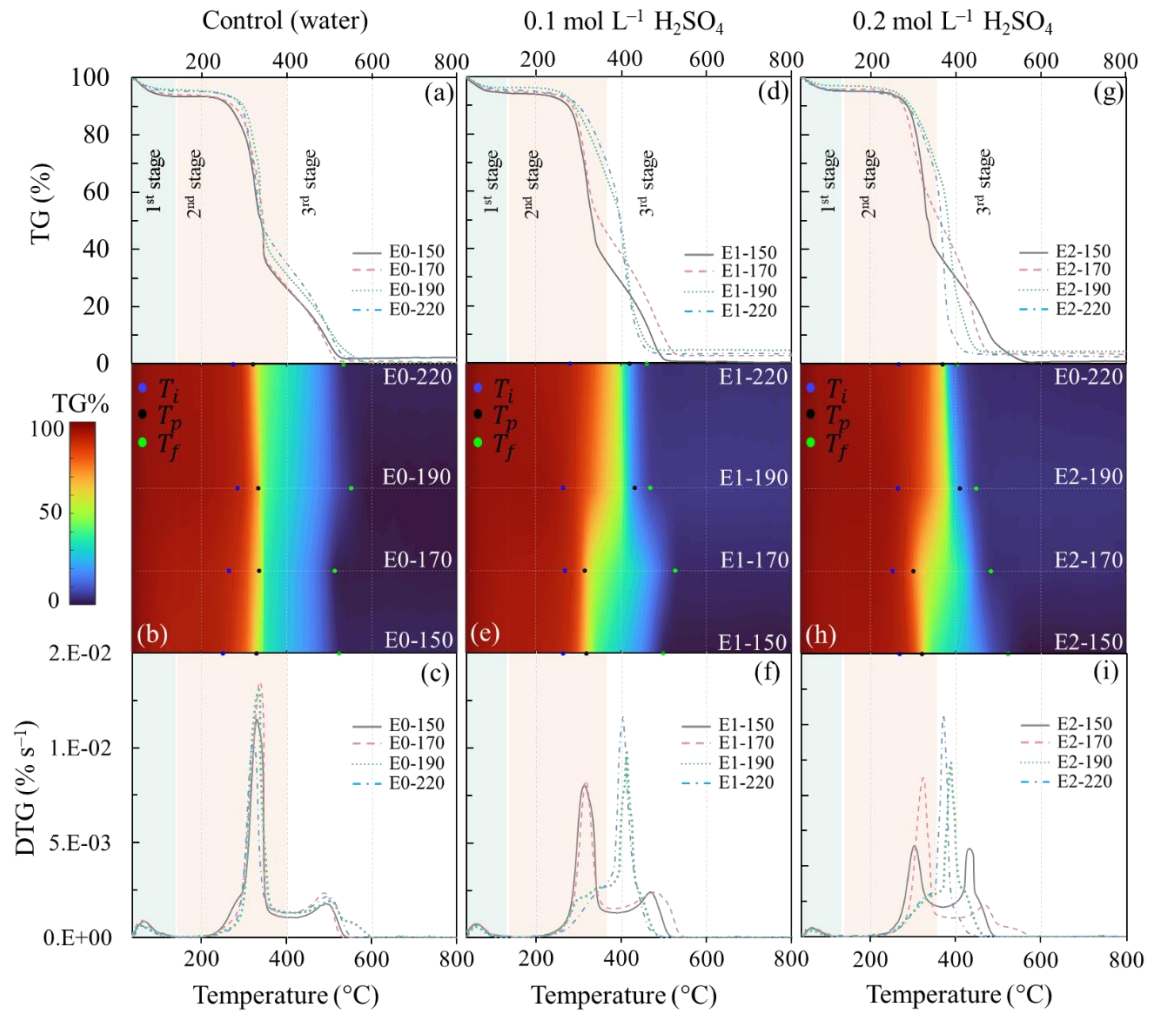 Control (water)
0.1 mol L⁻¹ H₂SO₄
0.2 mol L⁻¹ H₂SO₄
200 400 600 800
200 400 600 800
200 400 600 800
TG (%)
100
80
60
40
20
0
(a)
1st stage
2nd stage
3rd stage
E0-150
E0-170
E0-190
E0-220
(d)
1st stage
2nd stage
3rd stage
E1-150
E1-170
E1-190
E1-220
(g)
1st stage
2nd stage
3rd stage
E2-150
E2-170
E2-190
E2-220
TG%
100
50
0
T_i
T_p
T_f
E0-220
E0-190
E0-170
E0-150
(b)
T_i
T_p
T_f
E1-220
E1-190
E1-170
E1-150
(e)
T_i
T_p
T_f
E0-220
E2-190
E2-170
E2-150
(h)
DTG (% s⁻¹)
2.E-02
1.E-02
5.E-03
0.E+00
(c)
E0-150
E0-170
E0-190
E0-220
(f)
E1-150
E1-170
E1-190
E1-220
(i)
E2-150
E2-170
E2-190
E2-220
200 400 600 800
200 400 600 800
200 400 600 800
Temperature (°C)
Temperature (°C)
Temperature (°C)